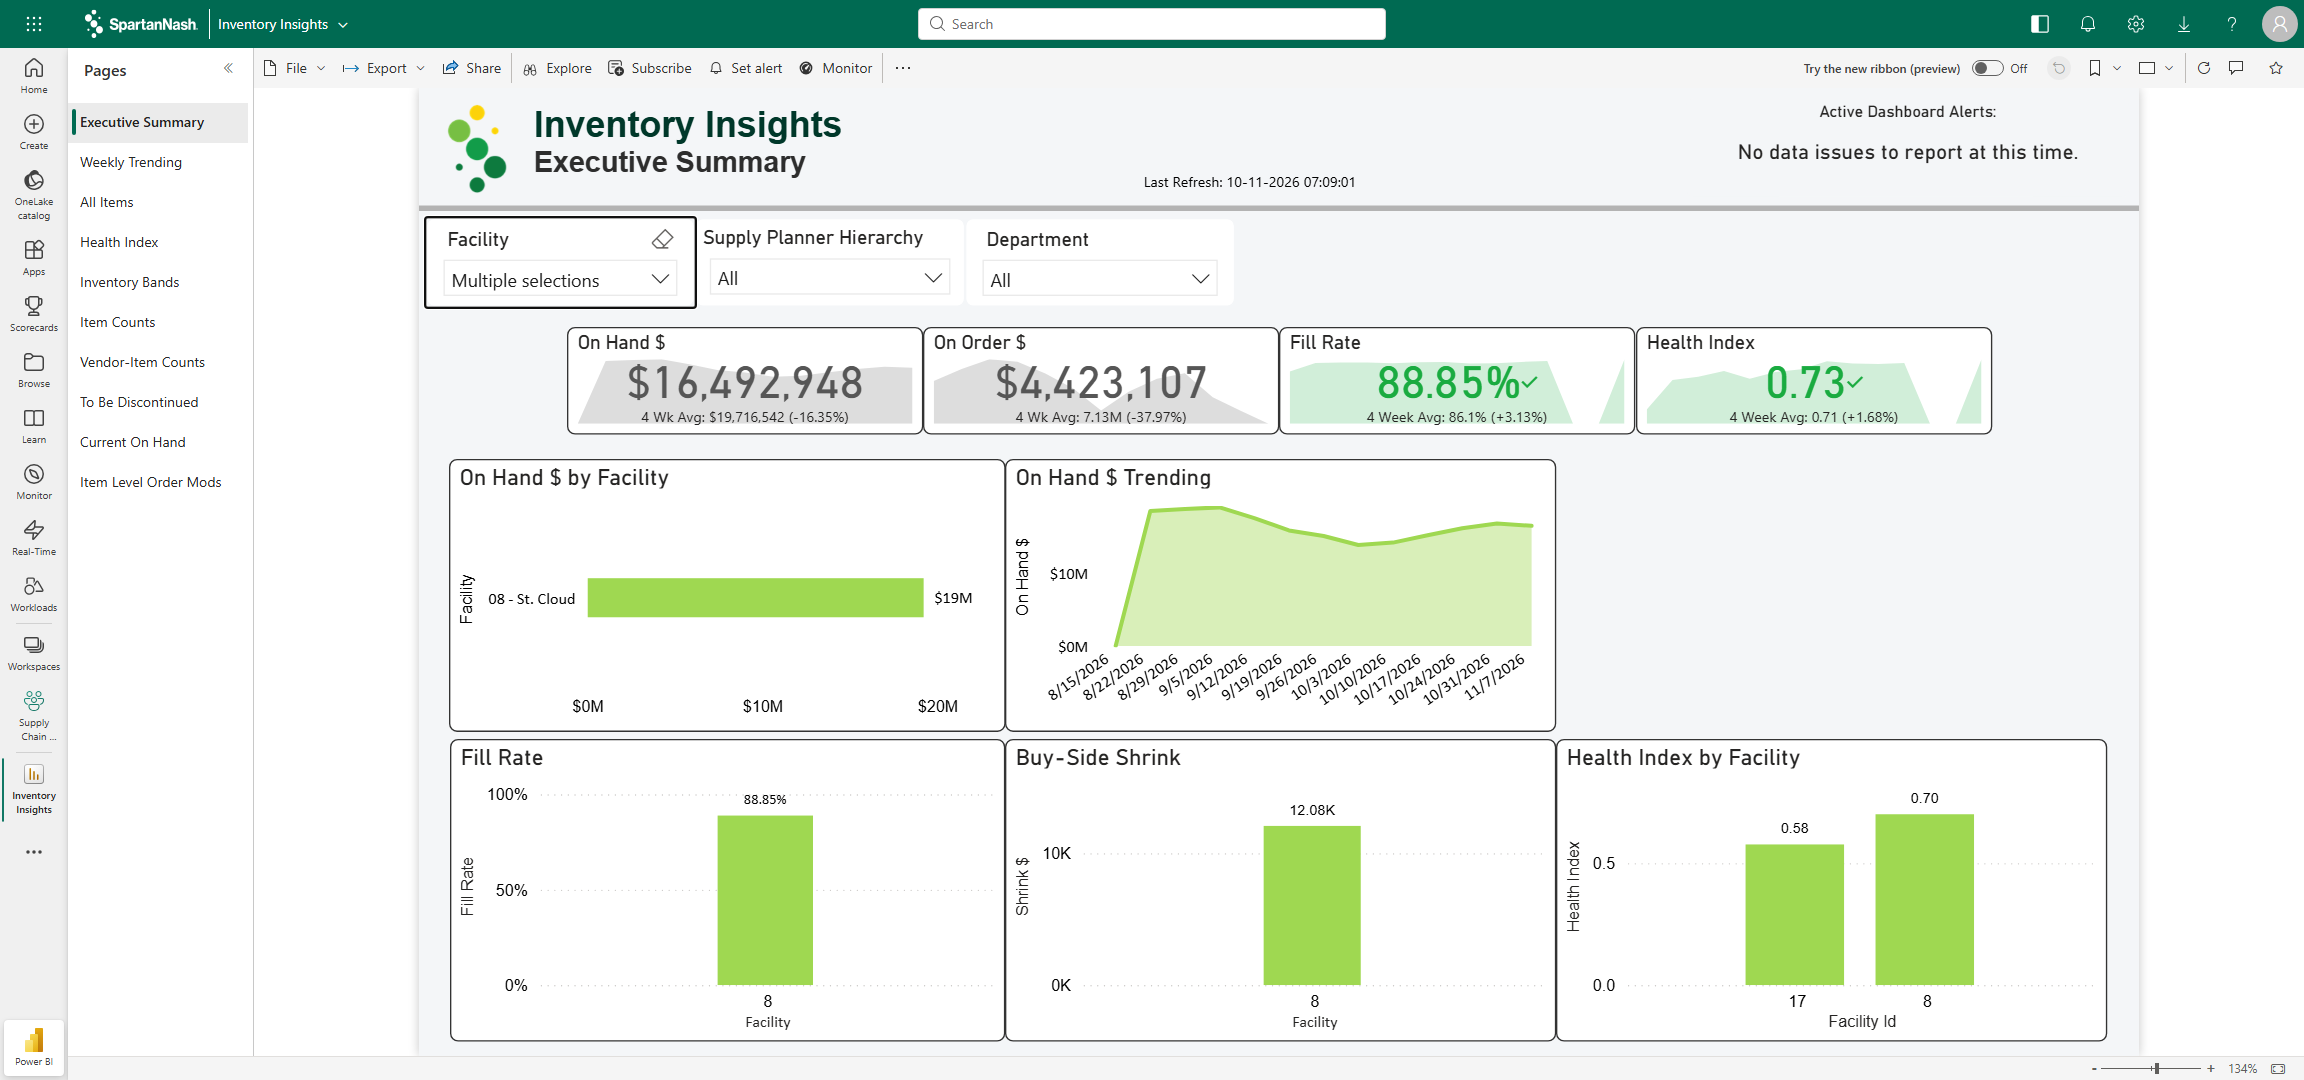 SpartanNash
Inventory Insights
Search
Home
Create
OneLake
catalog
Apps
Scorecards
Browse
Learn
Monitor
Real-Time
Workloads
Workspaces
Supply
Chain ...
Inventory
Insights
Power BI
Pages
Executive Summary
Weekly Trending
All Items
Health Index
Inventory Bands
Item Counts
Vendor-Item Counts
To Be Discontinued
Current On Hand
Item Level Order Mods
File
Export
Share
Explore
Subscribe
Set alert
Monitor
Try the new ribbon (preview)
Off
Inventory Insights
Executive Summary
Last Refresh: 10-11-2026 07:09:01
Active Dashboard Alerts:
No data issues to report at this time.
Facility
Multiple selections
Supply Planner Hierarchy
All
Department
All
On Hand $
$16,492,948
4 Wk Avg: $19,716,542 (-16.35%)
On Order $
$4,423,107
4 Wk Avg: 7.13M (-37.97%)
Fill Rate
88.85%
4 Week Avg: 86.1% (+3.13%)
Health Index
0.73
4 Week Avg: 0.71 (+1.68%)
On Hand $ by Facility
Facility
08 - St. Cloud
$19M
$0M
$10M
$20M
On Hand $ Trending
On Hand $
$10M
$0M
8/15/2026
8/22/2026
8/29/2026
9/5/2026
9/12/2026
9/19/2026
9/26/2026
10/3/2026
10/10/2026
10/17/2026
10/24/2026
10/31/2026
11/7/2026
Fill Rate
Fill Rate
100%
50%
0%
88.85%
8
Facility
Buy-Side Shrink
Shrink $
10K
0K
12.08K
8
Facility
Health Index by Facility
Health Index
0.5
0.0
0.58
0.70
17
8
Facility Id
- + 134%